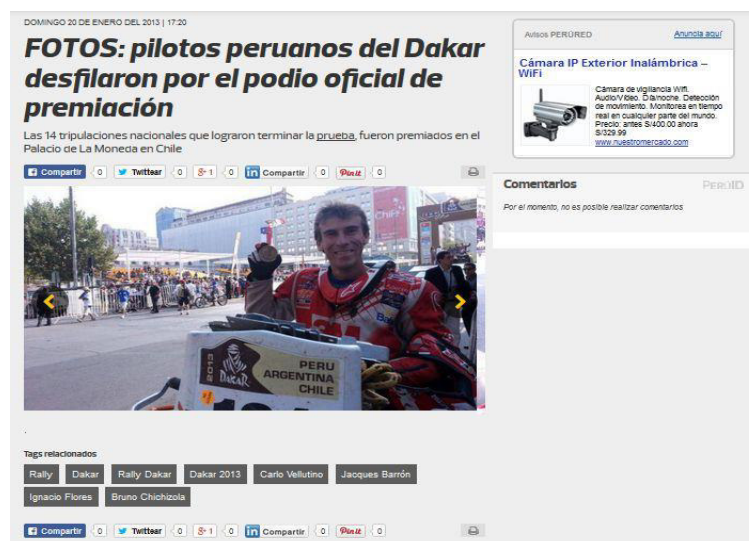 DOMINGO 20 DE ENERO DEL 2013 | 17:20
FOTOS: pilotos peruanos del Dakar
desfilaron por el podio oficial de
premiación
Las 14 tripulaciones nacionales que lograron terminar la prueba, fueron premiados en el
Palacio de La Moneda en Chile
Compartir 0 Twittear 0 g+1 0 in Compartir 0 Pin it 0
PERU
ARGENTINA
CHILE
2013
DAKAR
.
Tags relacionados
Rally Dakar Rally Dakar Dakar 2013 Carlo Vellutino Jacques Barrón
Ignacio Flores Bruno Chichizola
Compartir 0 Twittear 0 g+1 0 in Compartir 0 Pin it 0
Avisos PERÚRED Anuncia aquí
Cámara IP Exterior Inalámbrica –
WiFi
Cámara de vigilancia Wifi.
Audio/Video. Día/noche. Detección
de movimiento. Monitorea en tiempo
real en cualquier parte del mundo.
Precio: antes S/400.00 ahora
S/329.99
www.nuestromercado.com
Comentarios PERÚID
Por el momento, no es posible realizar comentarios